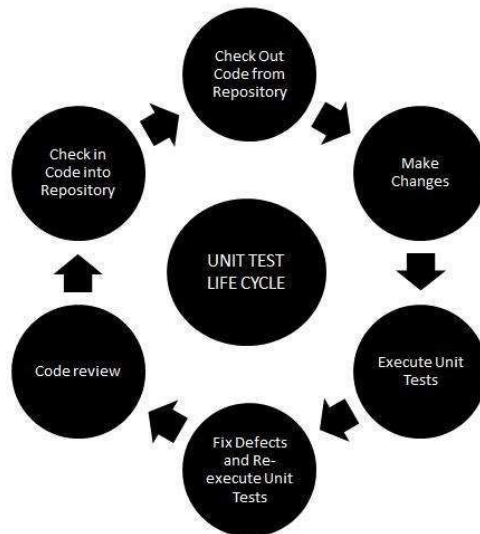 Check Out
Code from
Repository
Make
Changes
Execute Unit
Tests
Fix Defects
and Re-
execute Unit
Tests
Code review
Check in
Code into
Repository
UNIT TEST
LIFE CYCLE